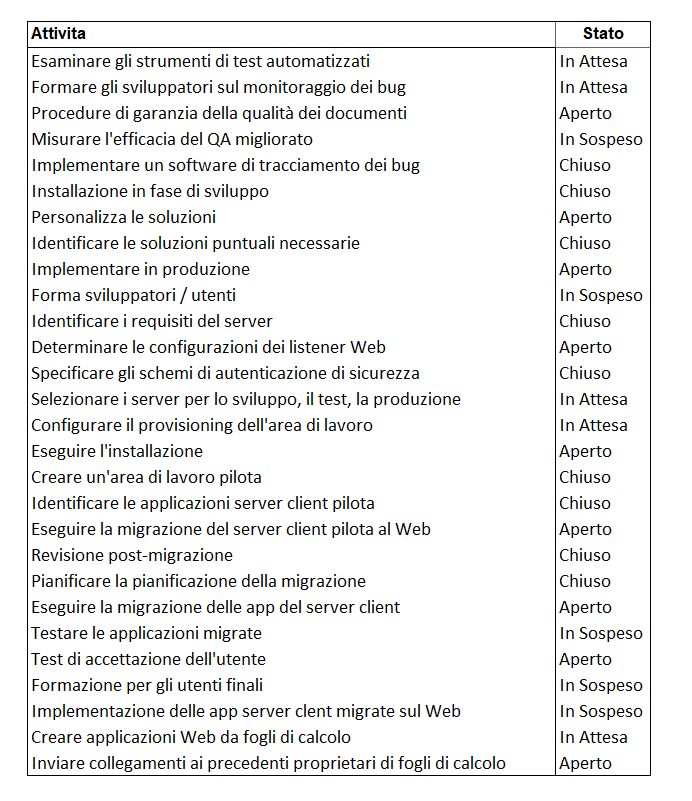 Attivita Stato
Esaminare gli strumenti di test automatizzati In Attesa
Formare gli sviluppatori sul monitoraggio dei bug In Attesa
Procedure di garanzia della qualità dei documenti Aperto
Misurare l'efficacia del QA migliorato In Sospeso
Implementare un software di tracciamento dei bug Chiuso
Installazione in fase di sviluppo Chiuso
Personalizza le soluzioni Aperto
Identificare le soluzioni puntuali necessarie Chiuso
Implementare in produzione Aperto
Forma sviluppatori / utenti In Sospeso
Identificare i requisiti del server Chiuso
Determinare le configurazioni dei listener Web Aperto
Specificare gli schemi di autenticazione di sicurezza Chiuso
Selezionare i server per lo sviluppo, il test, la produzione In Attesa
Configurare il provisioning dell'area di lavoro In Attesa
Eseguire l'installazione Aperto
Creare un'area di lavoro pilota Chiuso
Identificare le applicazioni server client pilota Chiuso
Eseguire la migrazione del server client pilota al Web Aperto
Revisione post-migrazione Chiuso
Pianificare la pianificazione della migrazione Chiuso
Eseguire la migrazione delle app del server client Aperto
Testare le applicazioni migrate In Sospeso
Test di accettazione dell'utente Aperto
Formazione per gli utenti finali In Sospeso
Implementazione delle app server clent migrate sul Web In Sospeso
Creare applicazioni Web da fogli di calcolo In Attesa
Inviare collegamenti ai precedenti proprietari di fogli di calcolo Aperto